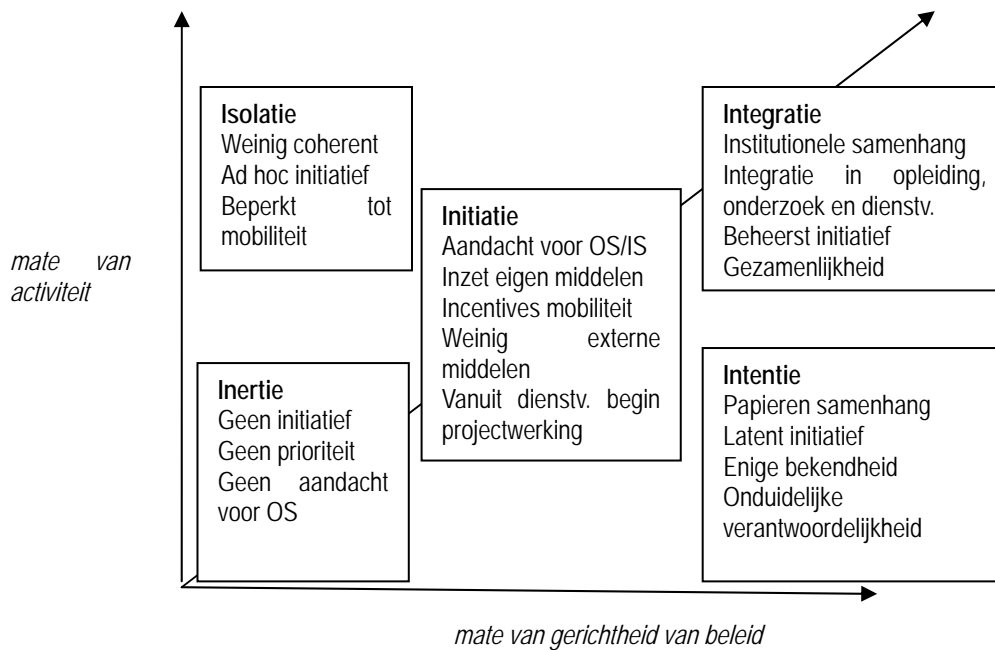 Isolatie
Weinig coherent
Ad hoc initiatief
Beperkt tot
mobiliteit
Integratie
Institutionele samenhang
Integratie in opleiding,
onderzoek en dienstv.
Beheerst initiatief
Gezamenlijkheid
Initiatie
Aandacht voor OS/IS
Inzet eigen middelen
Incentives mobiliteit
Weinig externe
middelen
Vanuit dienstv. begin
projectwerking
mate van
activiteit
Inertie
Geen initiatief
Geen prioriteit
Geen aandacht
voor OS
Intentie
Papieren samenhang
Latent initiatief
Enige bekendheid
Onduidelijke
verantwoordelijkheid
mate van gerichtheid van beleid